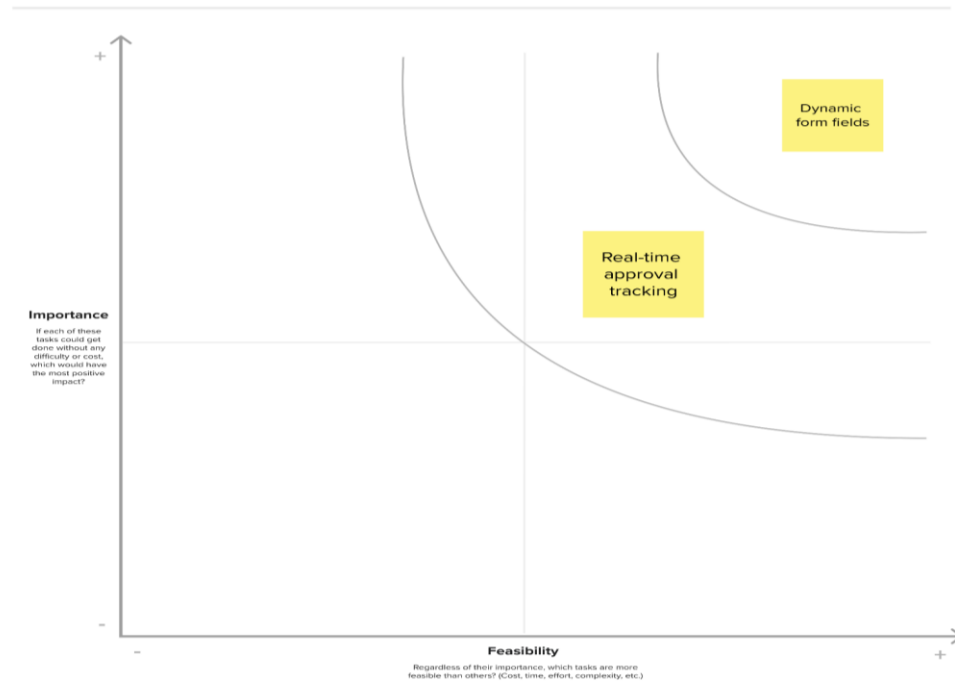 +
Dynamic
form fields
Real-time
approval
tracking
Importance
If each of these
tasks could get
done without any
difficulty or cost,
which would have
the most positive
impact?
-
-
Feasibility
+
Regardless of their importance, which tasks are more
feasible than others? (Cost, time, effort, complexity, etc.)